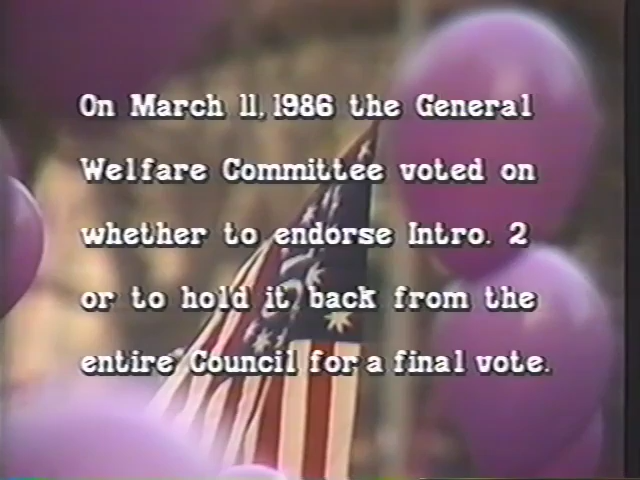 On March 11, 1986 the General
Welfare Committee voted on
whether to endorse Intro. 2
or to hold it back from the
entire Council for a final vote.